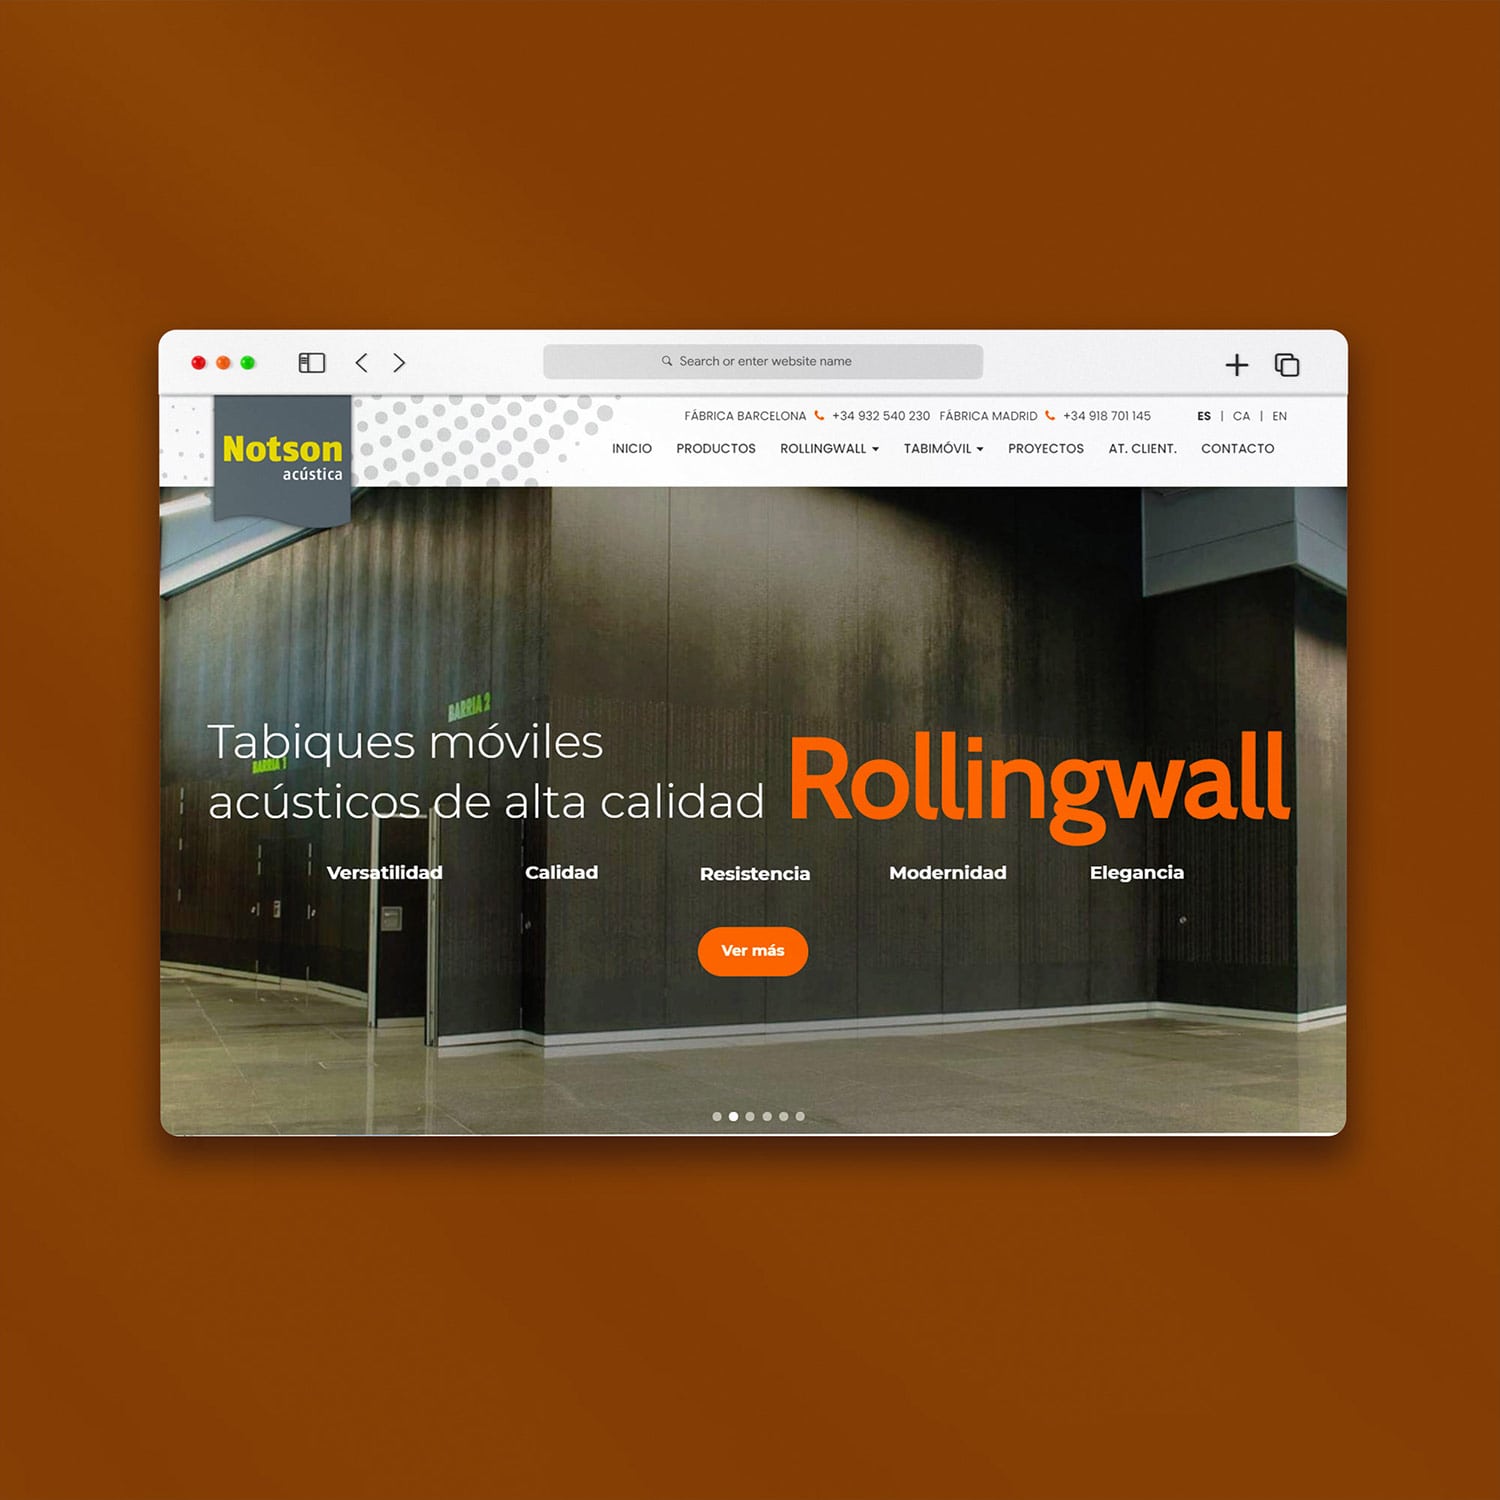 Search or enter website name
FÁBRICA BARCELONA +34 932 540 230 FÁBRICA MADRID +34 918 701 145 ES | CA | EN
Notson
acústica
INICIO PRODUCTOS ROLLINGWALL TABIMÓVIL PROYECTOS AT. CLIENT. CONTACTO
BARRIA 2
BARRIA 1
Tabiques móviles
acústicos de alta calidad
Rollingwall
Versatilidad Calidad Resistencia Modernidad Elegancia
Ver más